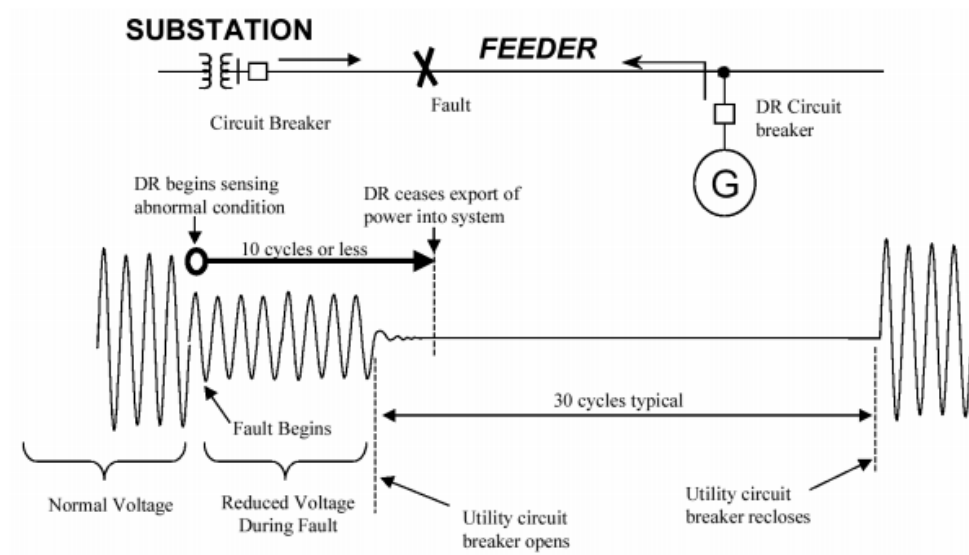 SUBSTATION
FEEDER
Fault
Circuit Breaker
DR Circuit
breaker
G
DR begins sensing
abnormal condition
DR ceases export of
power into system
10 cycles or less
30 cycles typical
Fault Begins
Normal Voltage
Reduced Voltage
During Fault
Utility circuit
breaker opens
Utility circuit
breaker recloses